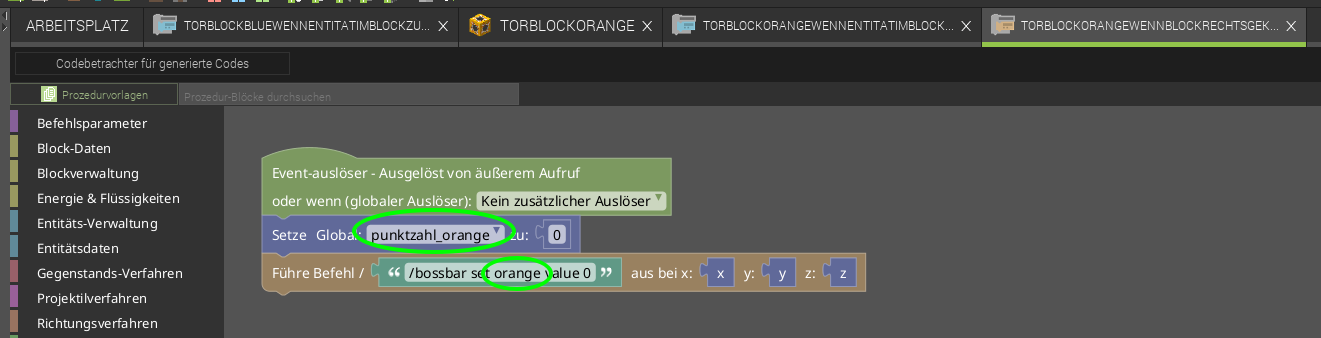 ARBEITSPLATZ TORBLOCKBLUEWENNENTITATIMBLOCKZU... X TORBLOCKORANGE X TORBLOCKORANGEWENNENTITATIMBLOCK... X TORBLOCKORANGEWENNBLOCKRECHTSGEK... X
Codebetrachter für generierte Codes
Prozedurvorlagen Prozedur-Blöcke durchsuchen
Befehlsparameter
Block-Daten
Blockverwaltung
Energie & Flüssigkeiten
Entitäts-Verwaltung
Entitätsdaten
Gegenstands-Verfahren
Projektilverfahren
Richtungsverfahren
Event-auslöser - Ausgelöst von äußerem Aufruf
oder wenn (globaler Auslöser): Kein zusätzlicher Auslöser
Setze Global: punktzahl_orange zu: 0
Führe Befehl / “ /bossbar set orange value 0 ” aus bei x: x y: y z: z